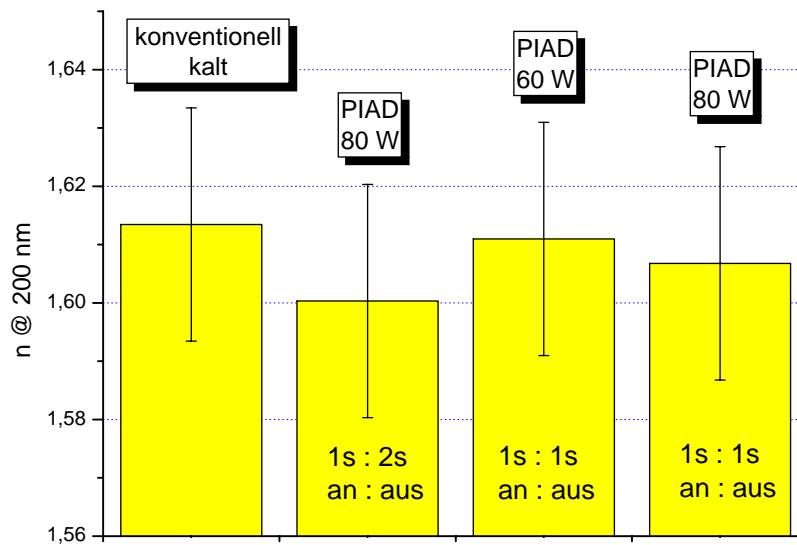 konventionell
kalt
PIAD
80 W
PIAD
60 W
PIAD
80 W
1,64
1,62
1,60
1,58
1,56
n @ 200 nm
1s : 2s
an : aus
1s : 1s
an : aus
1s : 1s
an : aus